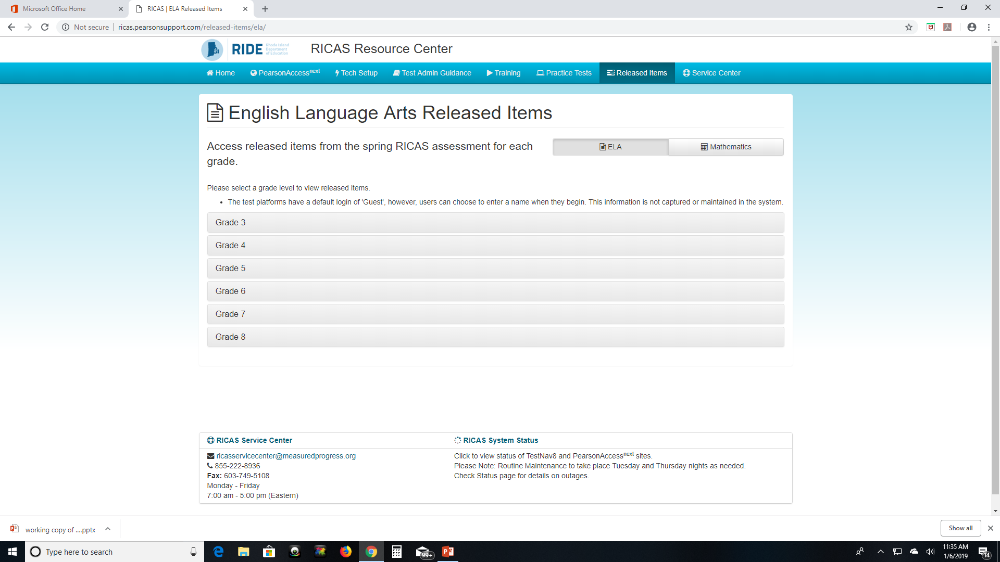 Microsoft Office Home
RICAS | ELA Released Items
Not secure
ricas.pearsonsupport.com/released-items/ela/
RIDE Rhode Island
Department
of Education
RICAS Resource Center
Home PearsonAccessnext Tech Setup Test Admin Guidance Training Practice Tests Released Items Service Center
English Language Arts Released Items
Access released items from the spring RICAS assessment for each
grade.
ELA Mathematics
Please select a grade level to view released items.
• The test platforms have a default login of 'Guest', however, users can choose to enter a name when they begin. This information is not captured or maintained in the system.
Grade 3
Grade 4
Grade 5
Grade 6
Grade 7
Grade 8
RICAS Service Center
ricasservicecenter@measuredprogress.org
855-222-8936
Fax: 603-749-5108
Monday - Friday
7:00 am - 5:00 pm (Eastern)
RICAS System Status
Click to view status of TestNav8 and PearsonAccessnext sites.
Please Note: Routine Maintenance to take place Tuesday and Thursday nights as needed.
Check Status page for details on outages.
working copy of ....pptx
Show all
Type here to search
99+
11:35 AM
1/6/2019
14